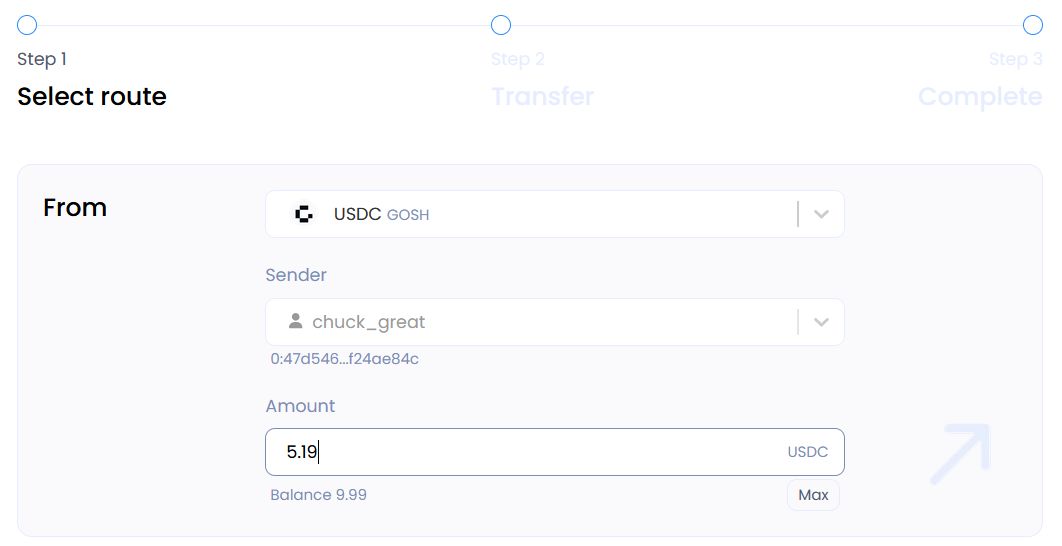 Step 1 Step 2 Step 3
Select route Transfer Complete
From
USDC GOSH
Sender
chuck_great
0:47d546...f24ae84c
Amount
5.19 USDC
Balance 9.99 Max